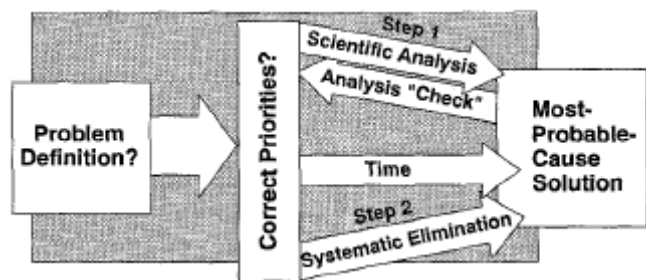 Problem
Definition?
Correct Priorities?
Step 1
Scientific Analysis
Analysis "Check"
Time
Step 2
Systematic Elimination
Most-
Probable-
Cause
Solution